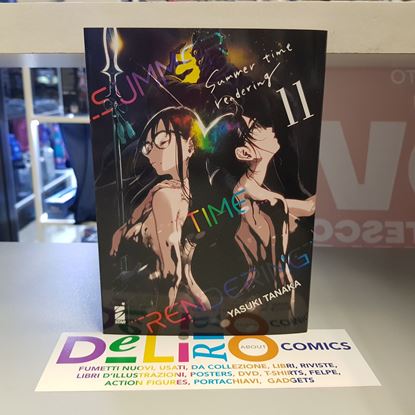 SUMMER
Summer time
rendering
11
TIME
RENDERING
YASUKI TANAKA
DeLiRiO ABOUT COMICS
FUMETTI NUOVI, USATI, DA COLLEZIONE, LIBRI, RIVISTE,
LIBRI D'ILLUSTRAZIONI, POSTERS, DVD, T-SHIRTS, FELPE,
ACTION FIGURES, PORTACHIAVI, GADGETS